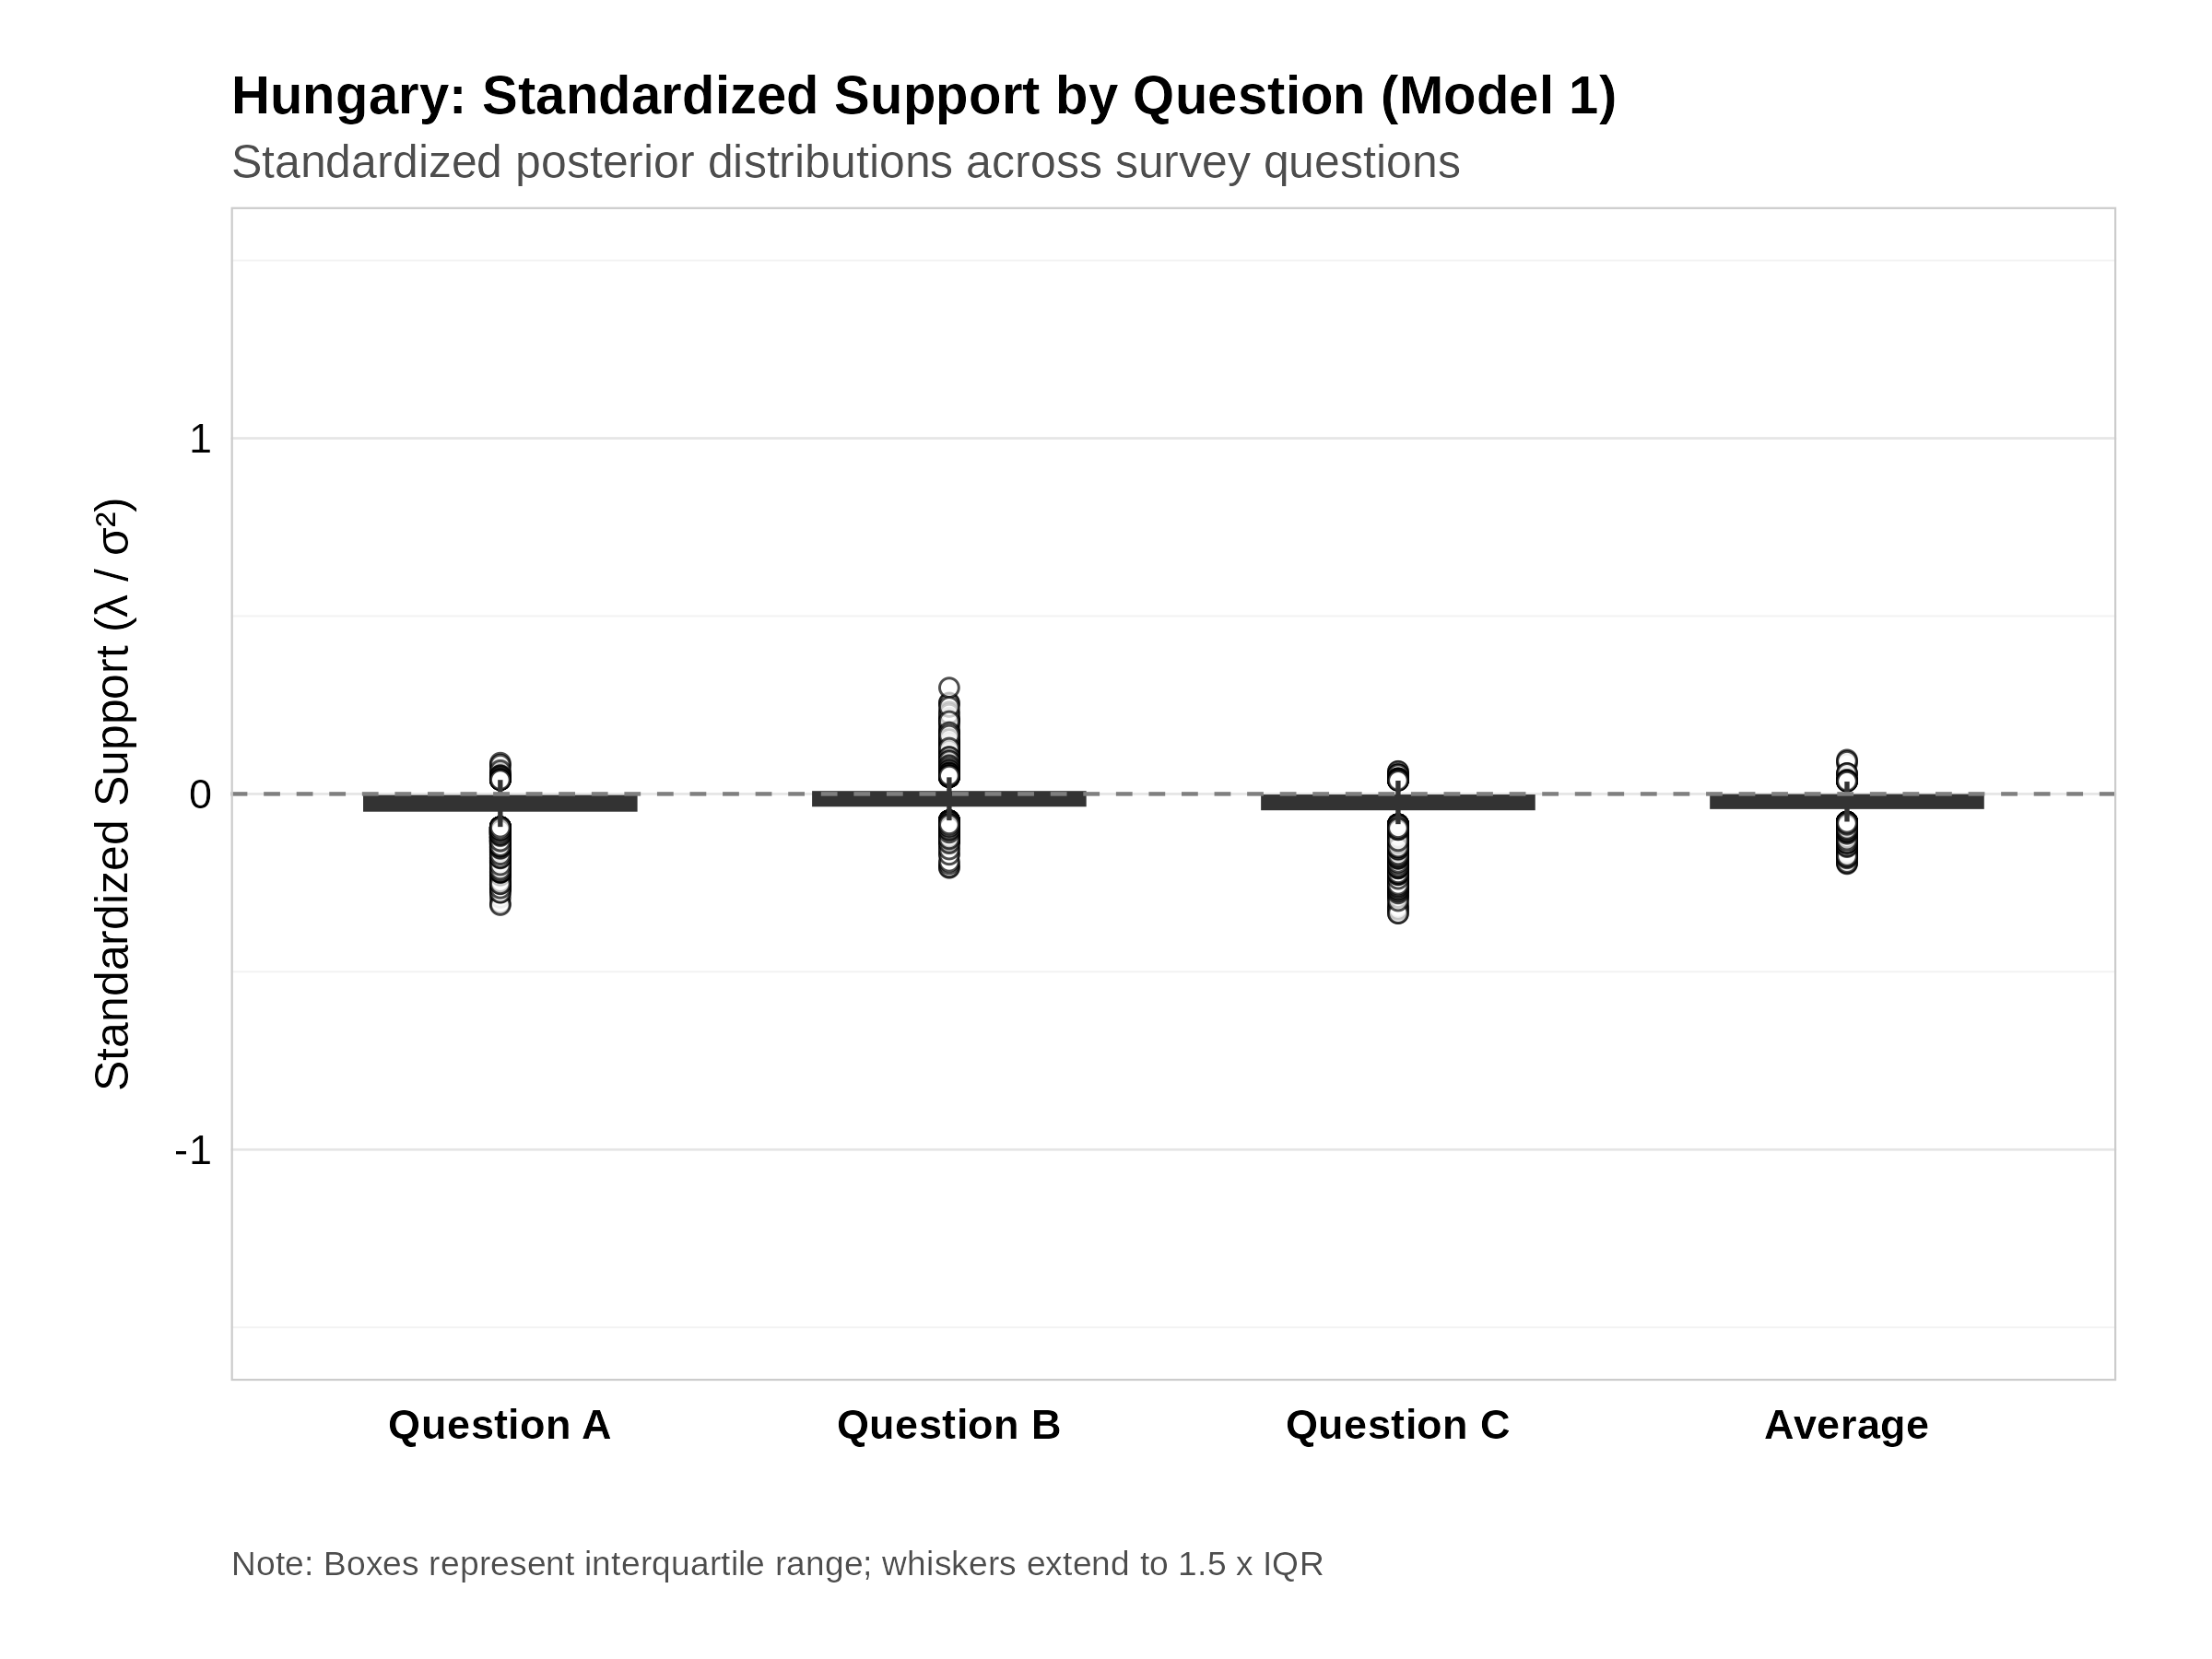 Hungary: Standardized Support by Question (Model 1)
Standardized posterior distributions across survey questions
Standardized Support (λ / σ²)
1
0
-1
Question A
Question B
Question C
Average
Note: Boxes represent interquartile range; whiskers extend to 1.5 x IQR